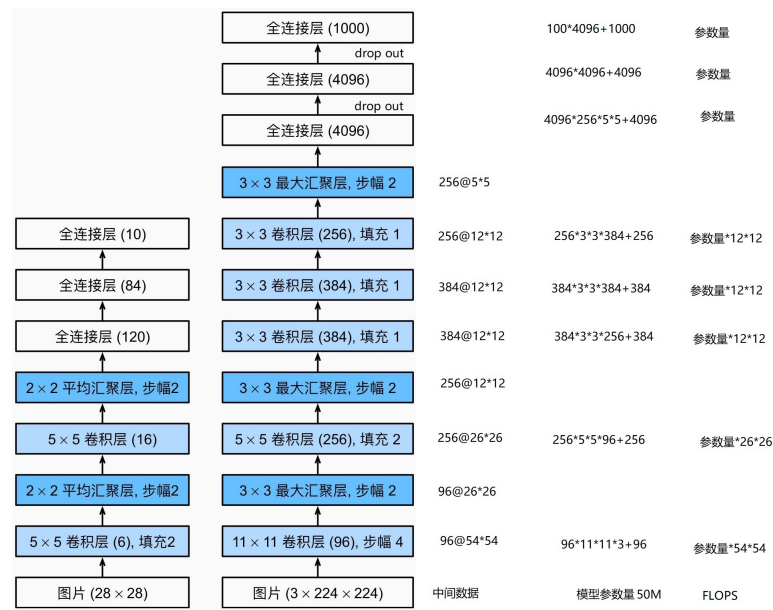 全连接层 (1000) 100*4096+1000 参数量
drop out
全连接层 (4096) 4096*4096+4096 参数量
drop out
全连接层 (4096) 4096*256*5*5+4096 参数量
3 × 3 最大汇聚层, 步幅 2 256@5*5
全连接层 (10) 3 × 3 卷积层 (256), 填充 1 256@12*12 256*3*3*384+256 参数量*12*12
全连接层 (84) 3 × 3 卷积层 (384), 填充 1 384@12*12 384*3*3*384+384 参数量*12*12
全连接层 (120) 3 × 3 卷积层 (384), 填充 1 384@12*12 384*3*3*256+384 参数量*12*12
2 × 2 平均汇聚层, 步幅2 3 × 3 最大汇聚层, 步幅 2 256@12*12
5 × 5 卷积层 (16) 5 × 5 卷积层 (256), 填充 2 256@26*26 256*5*5*96+256 参数量*26*26
2 × 2 平均汇聚层, 步幅2 3 × 3 最大汇聚层, 步幅 2 96@26*26
5 × 5 卷积层 (6), 填充2 11 × 11 卷积层 (96), 步幅 4 96@54*54 96*11*11*3+96 参数量*54*54
图片 (28 × 28) 图片 (3 × 224 × 224) 中间数据 模型参数量 50M FLOPS